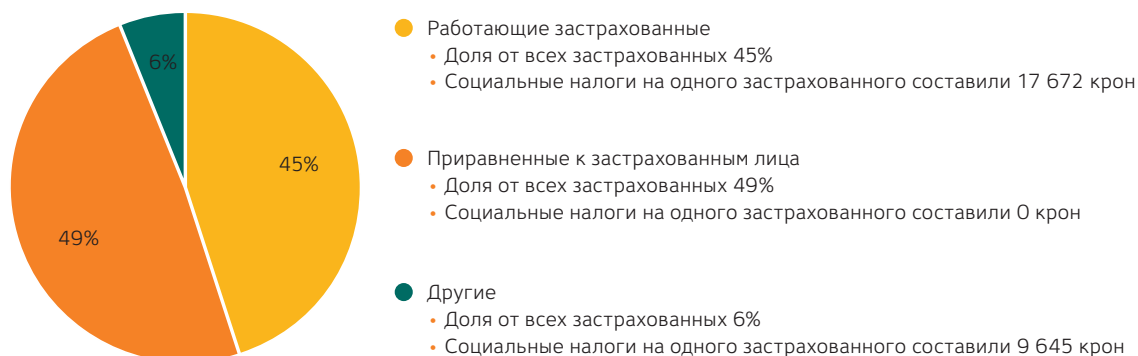 6%
45%
49%
Работающие застрахованные
• Доля от всех застрахованных 45%
• Социальные налоги на одного застрахованного составили 17 672 крон
Приравненные к застрахованным лица
• Доля от всех застрахованных 49%
• Социальные налоги на одного застрахованного составили 0 крон
Другие
• Доля от всех застрахованных 6%
• Социальные налоги на одного застрахованного составили 9 645 крон